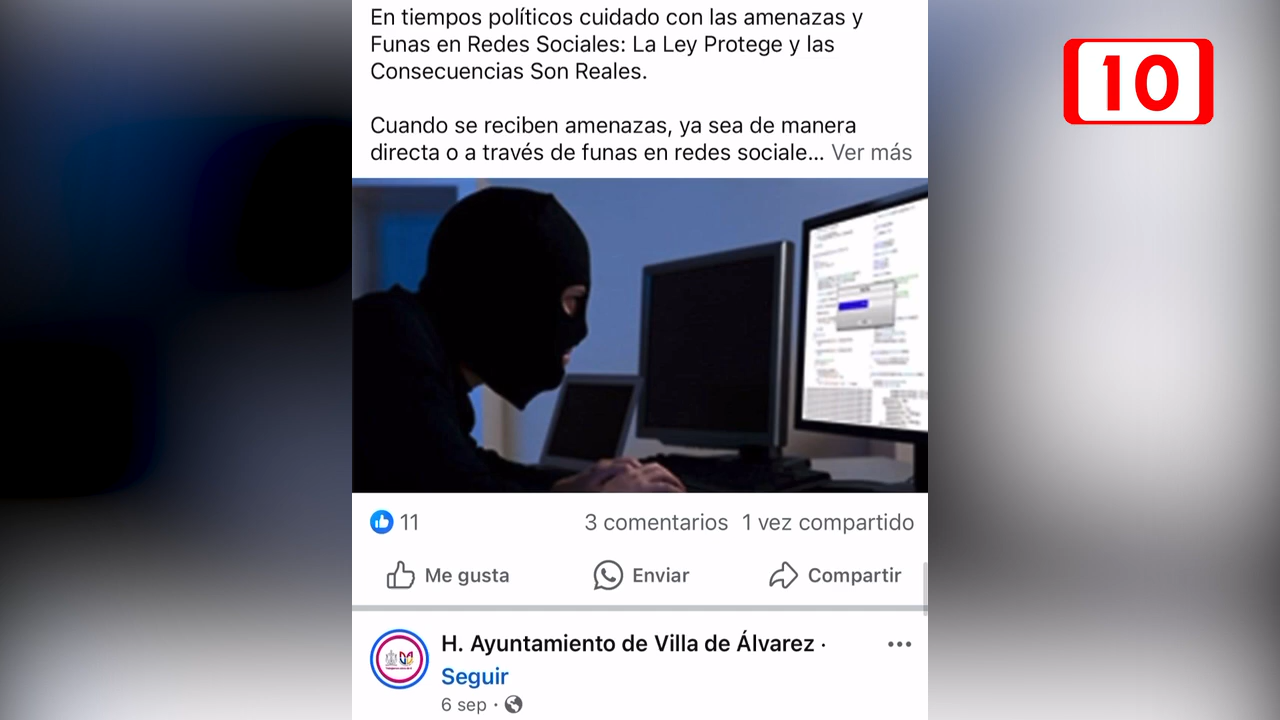 En tiempos políticos cuidado con las amenazas y
Funas en Redes Sociales: La Ley Protege y las
Consecuencias Son Reales.
Cuando se reciben amenazas, ya sea de manera
directa o a través de funas en redes sociale... Ver más
10
11
3 comentarios 1 vez compartido
Me gusta
Enviar
Compartir
H. Ayuntamiento de Villa de Álvarez ·
Seguir
6 sep ·